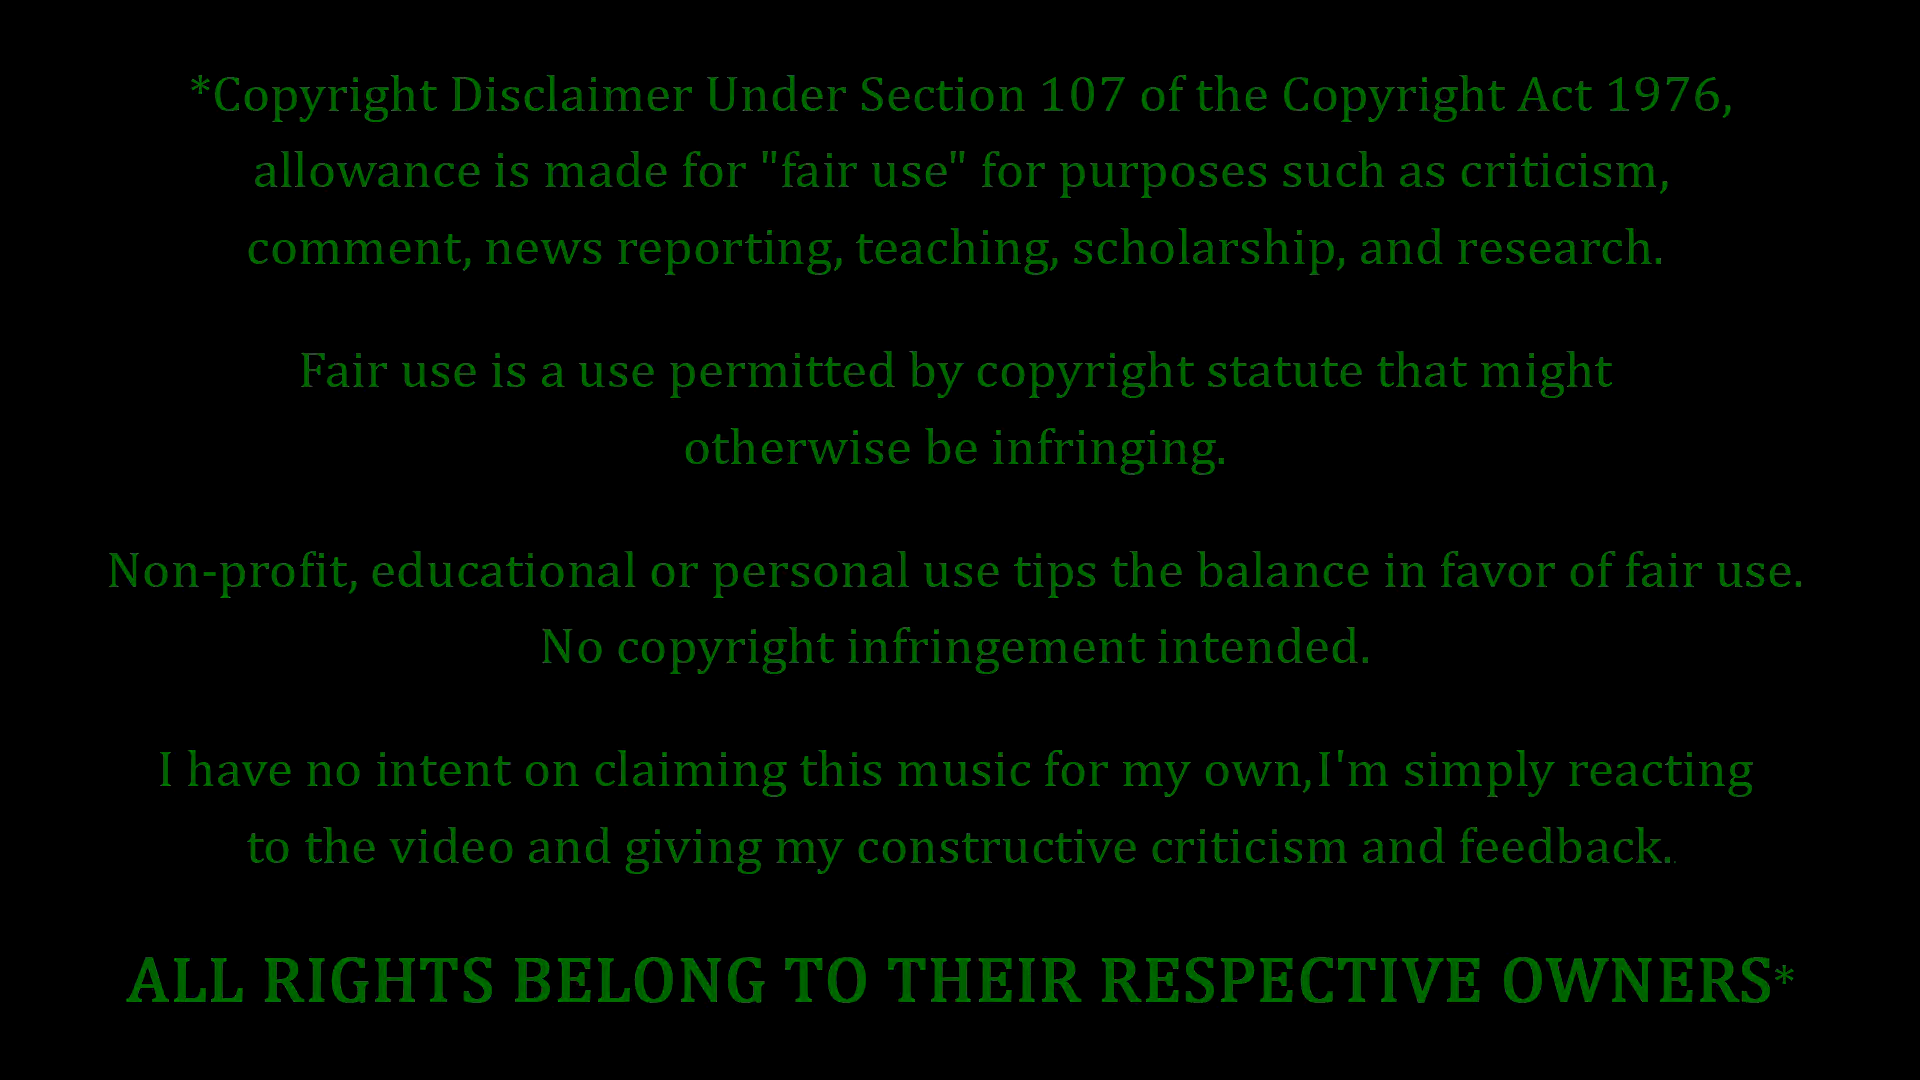 *Copyright Disclaimer Under Section 107 of the Copyright Act 1976,
allowance is made for "fair use" for purposes such as criticism,
comment, news reporting, teaching, scholarship, and research.
Fair use is a use permitted by copyright statute that might
otherwise be infringing.
Non-profit, educational or personal use tips the balance in favor of fair use.
No copyright infringement intended.
I have no intent on claiming this music for my own,I'm simply reacting
to the video and giving my constructive criticism and feedback..
ALL RIGHTS BELONG TO THEIR RESPECTIVE OWNERS*